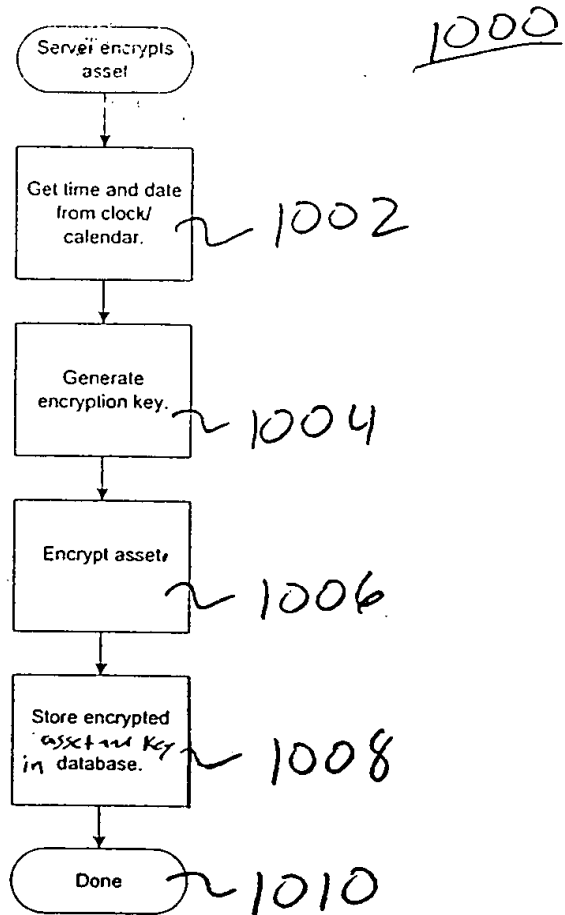 1000
Server encrypts
asset
Get time and date
from clock/
calendar.
1002
Generate
encryption key.
1004
Encrypt asset.
1006
Store encrypted
asset and key
in database.
1008
Done
1010